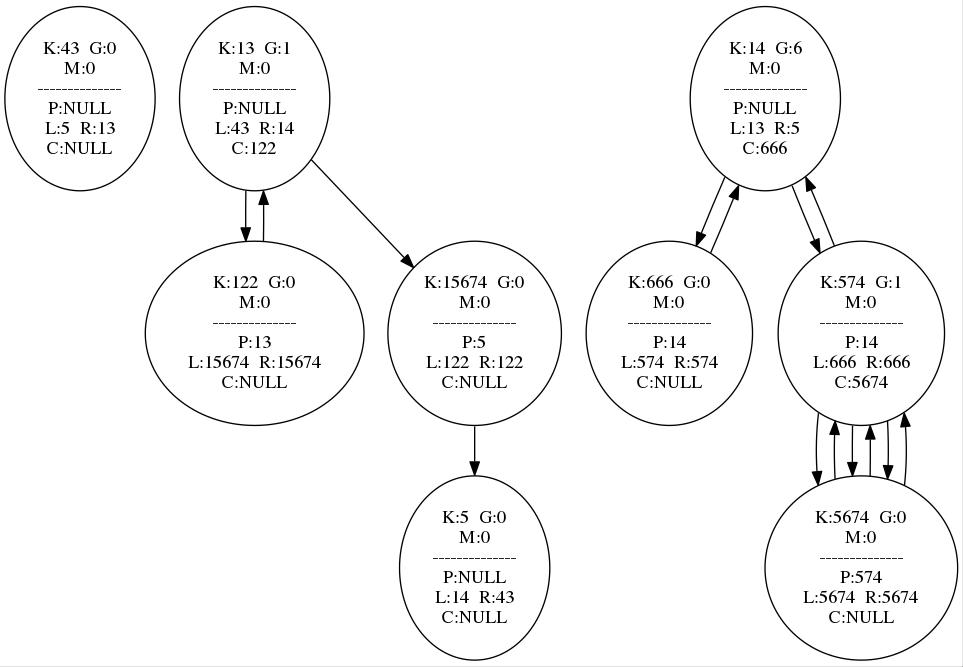 K:43 G:0
M:0
--------------
P:NULL
L:5 R:13
C:NULL
K:13 G:1
M:0
--------------
P:NULL
L:43 R:14
C:122
K:14 G:6
M:0
--------------
P:NULL
L:13 R:5
C:666
K:122 G:0
M:0
--------------
P:13
L:15674 R:15674
C:NULL
K:15674 G:0
M:0
--------------
P:5
L:122 R:122
C:NULL
K:666 G:0
M:0
--------------
P:14
L:574 R:574
C:NULL
K:574 G:1
M:0
--------------
P:14
L:666 R:666
C:5674
K:5 G:0
M:0
--------------
P:NULL
L:14 R:43
C:NULL
K:5674 G:0
M:0
--------------
P:574
L:5674 R:5674
C:NULL